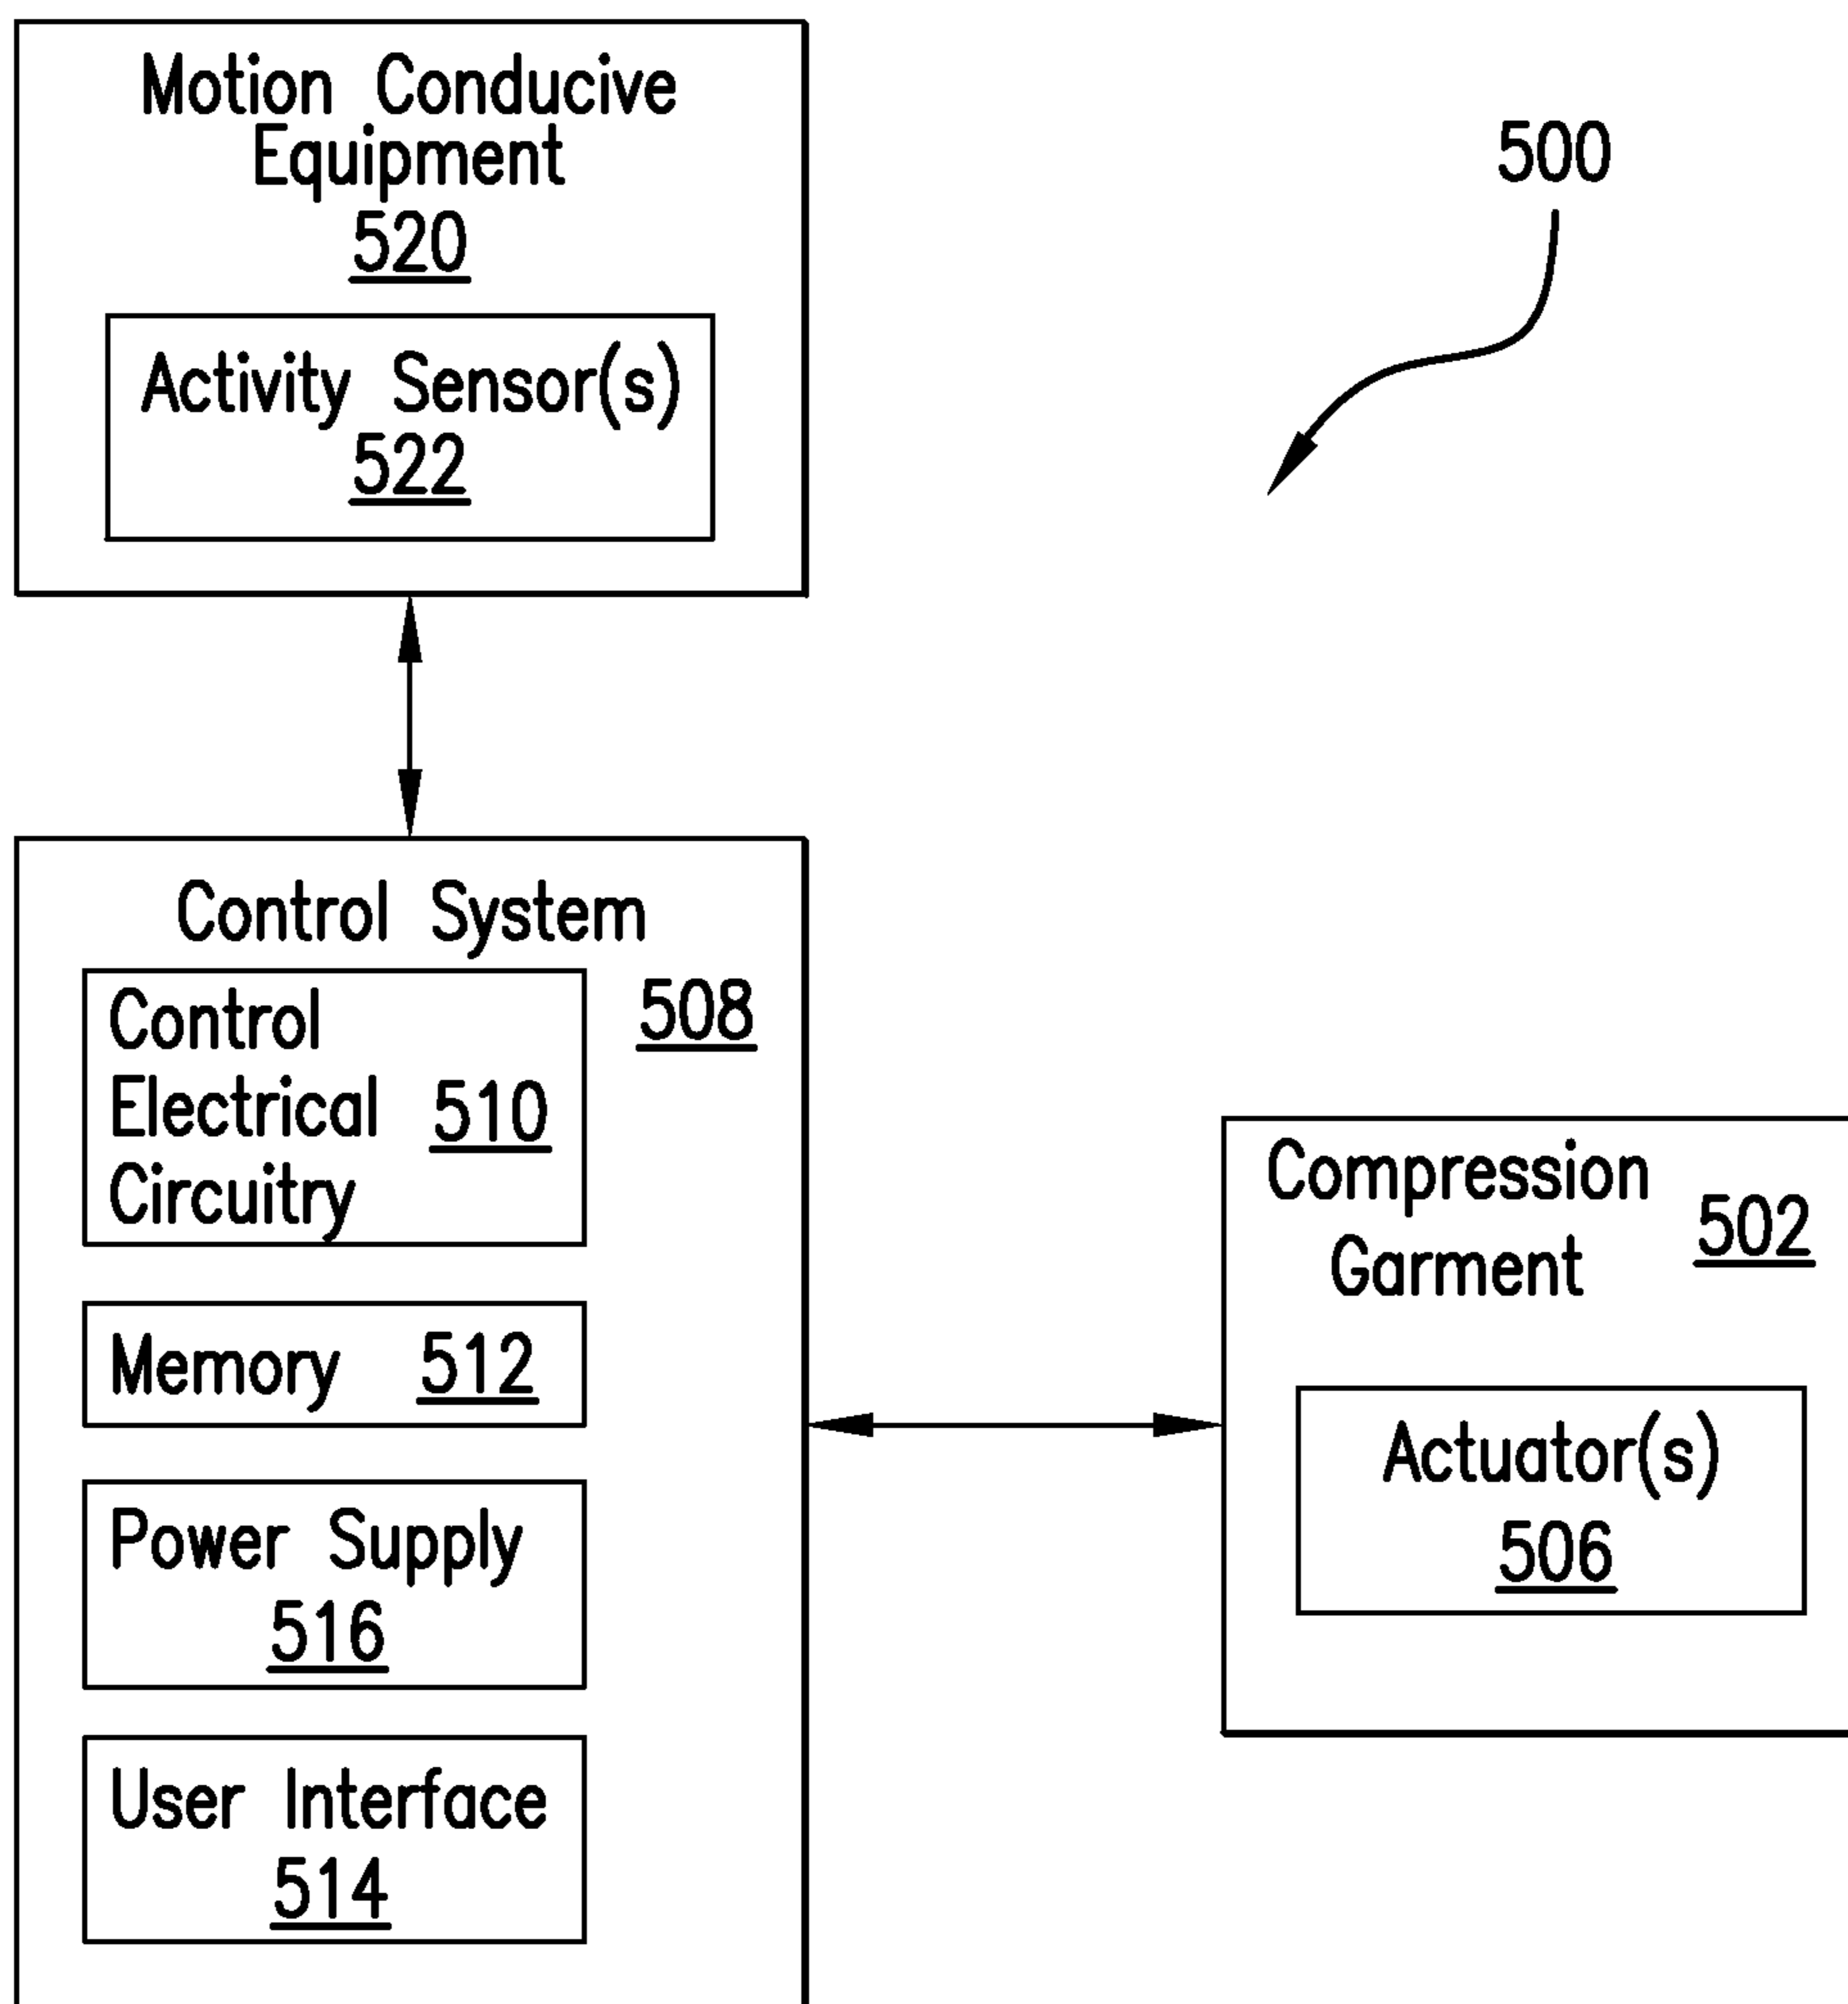 Motion Conducive
Equipment
520
Activity Sensor(s)
522
500
Control System
508
Control
Electrical 510
Circuitry
Memory 512
Power Supply
516
User Interface
514
Compression
502
Garment
Actuator(s)
506